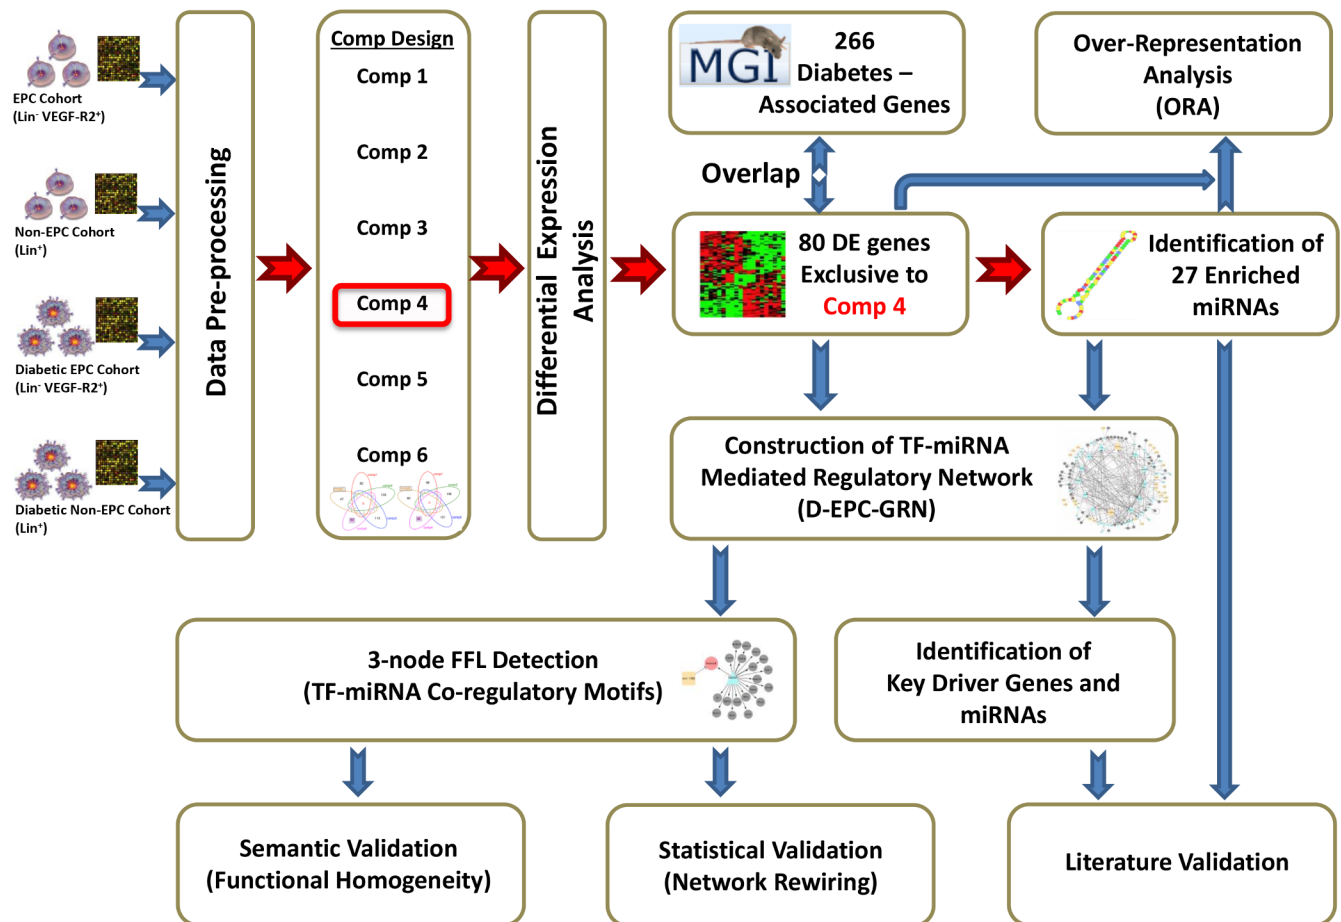 EPC Cohort
(Lin⁻ VEGF-R2⁺)
Non-EPC Cohort
(Lin⁺)
Diabetic EPC Cohort
(Lin⁻ VEGF-R2⁺)
Diabetic Non-EPC Cohort
(Lin⁺)
Data Pre-processing
Comp Design
Comp 1
Comp 2
Comp 3
Comp 4
Comp 5
Comp 6
Differential Expression
Analysis
MGI
266
Diabetes –
Associated Genes
Over-Representation
Analysis
(ORA)
Overlap
80 DE genes
Exclusive to
Comp 4
Identification of
27 Enriched
miRNAs
Construction of TF-miRNA
Mediated Regulatory Network
(D-EPC-GRN)
3-node FFL Detection
(TF-miRNA Co-regulatory Motifs)
Identification of
Key Driver Genes and
miRNAs
Semantic Validation
(Functional Homogeneity)
Statistical Validation
(Network Rewiring)
Literature Validation